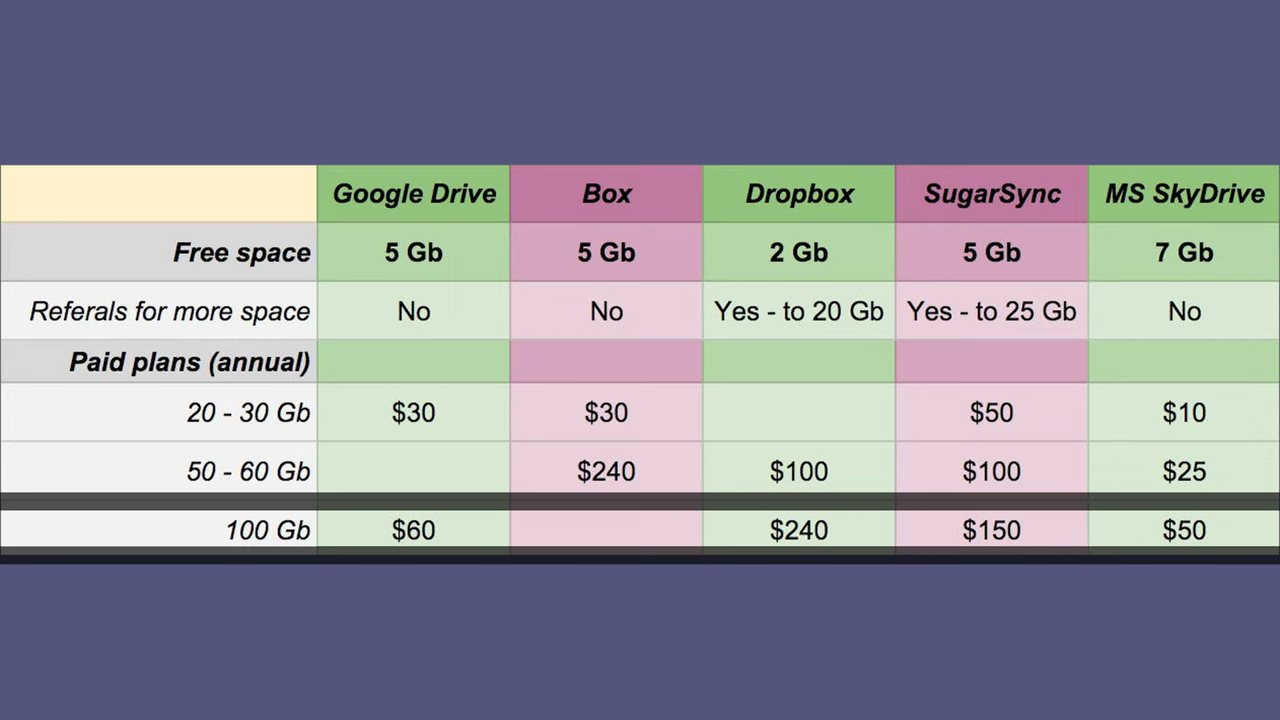 Google Drive Box Dropbox SugarSync MS SkyDrive
Free space 5 Gb 5 Gb 2 Gb 5 Gb 7 Gb
Referals for more space No No Yes - to 20 Gb Yes - to 25 Gb No
Paid plans (annual)
20 - 30 Gb $30 $30 $50 $10
50 - 60 Gb $240 $100 $100 $25
100 Gb $60 $240 $150 $50